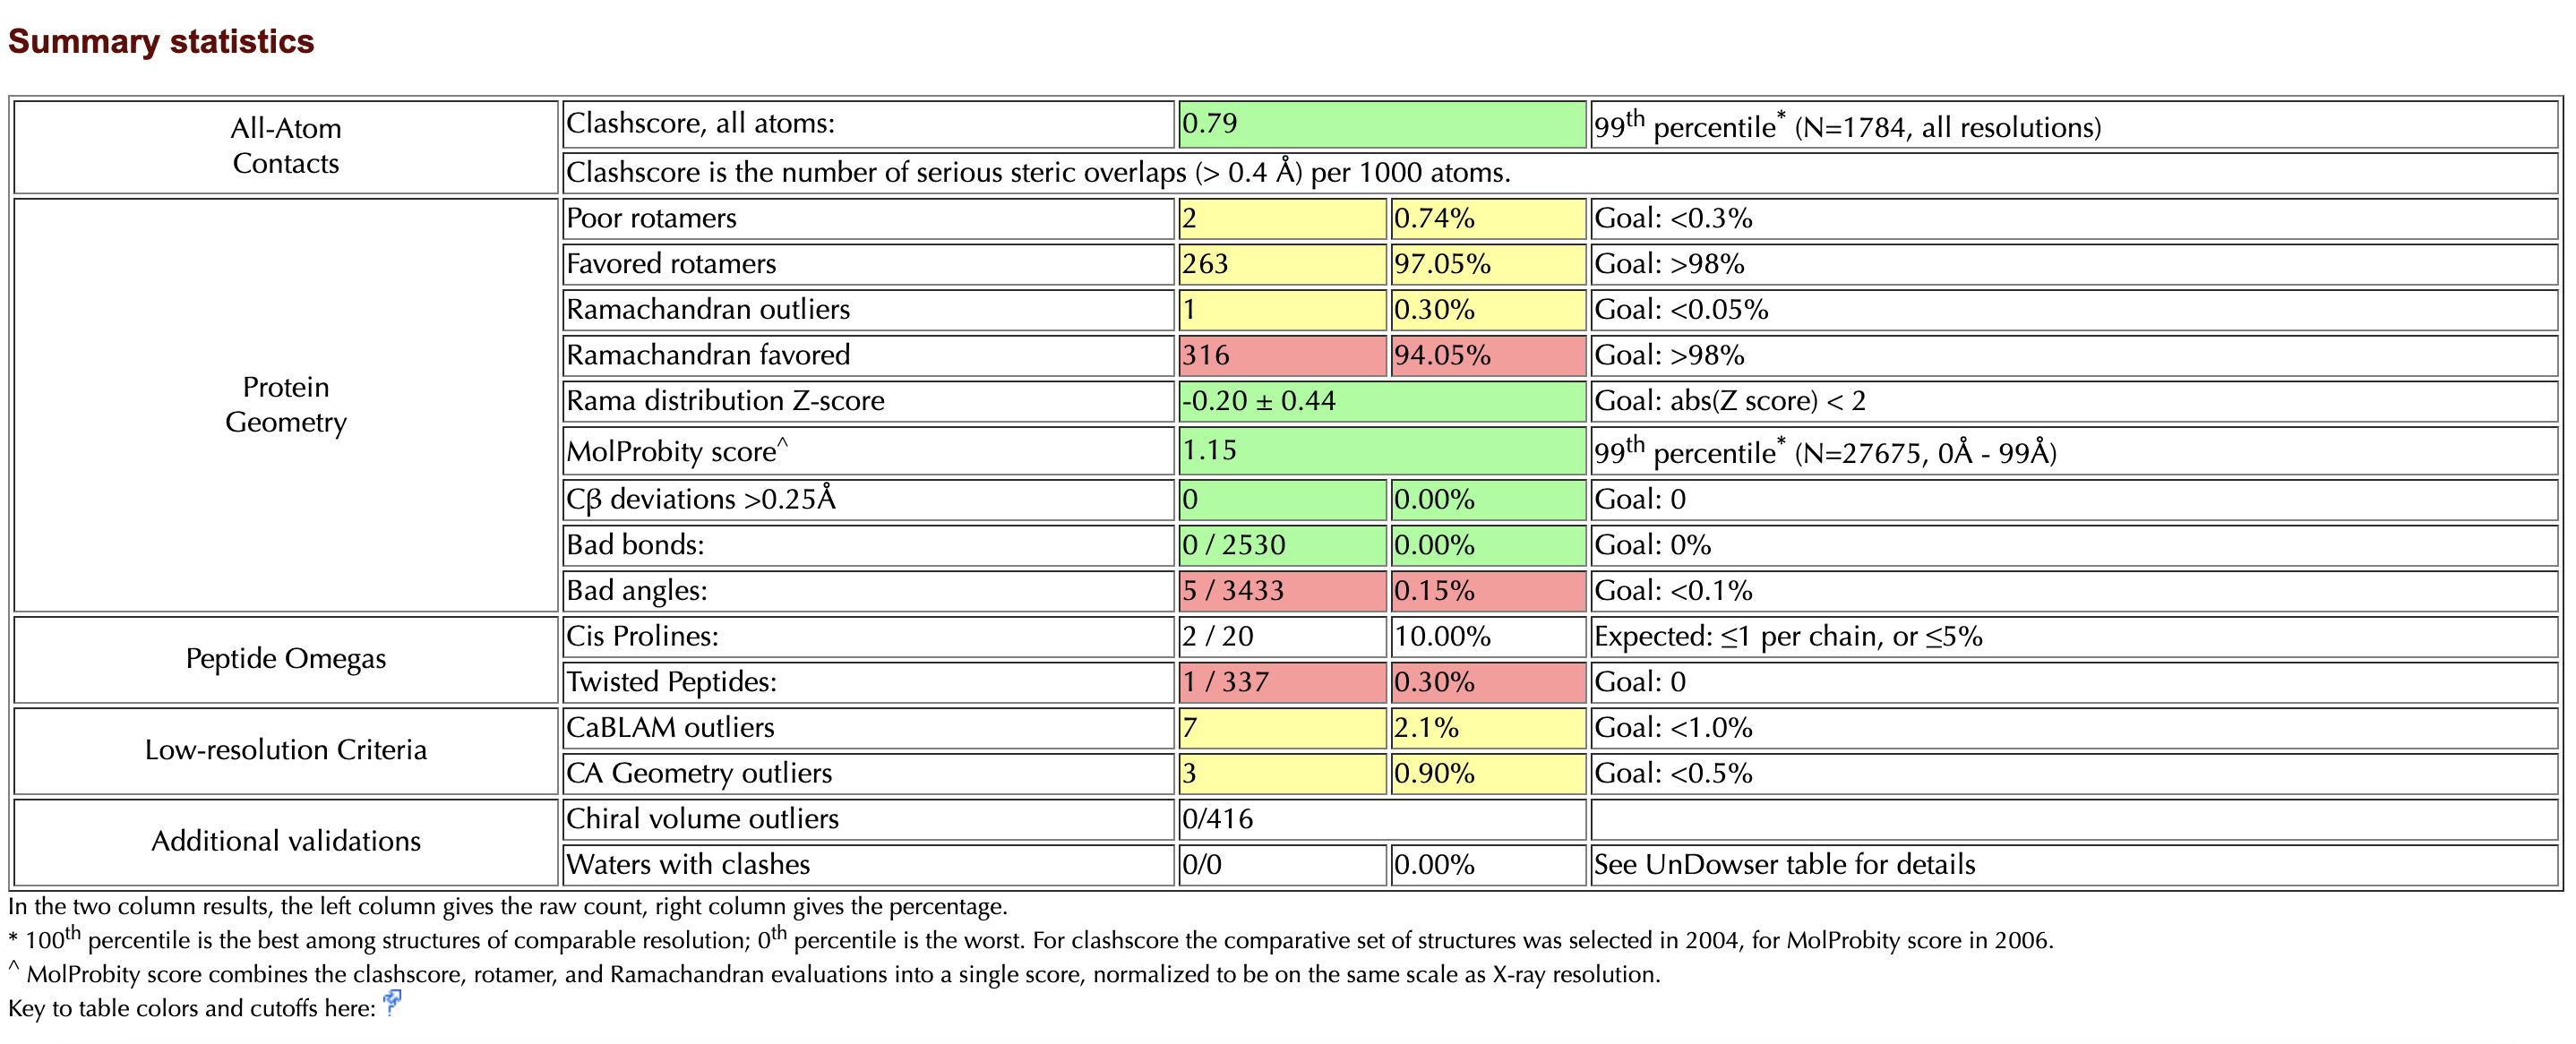 Summary statistics
All-Atom
Contacts
Clashscore, all atoms: 0.79 99th percentile* (N=1784, all resolutions)
Clashscore is the number of serious steric overlaps (> 0.4 Å) per 1000 atoms.
Protein
Geometry
Poor rotamers 2 0.74% Goal: <0.3%
Favored rotamers 263 97.05% Goal: >98%
Ramachandran outliers 1 0.30% Goal: <0.05%
Ramachandran favored 316 94.05% Goal: >98%
Rama distribution Z-score -0.20 ± 0.44 Goal: abs(Z score) < 2
MolProbity score^ 1.15 99th percentile* (N=27675, 0Å - 99Å)
Cβ deviations >0.25Å 0 0.00% Goal: 0
Bad bonds: 0 / 2530 0.00% Goal: 0%
Bad angles: 5 / 3433 0.15% Goal: <0.1%
Peptide Omegas
Cis Prolines: 2 / 20 10.00% Expected: ≤1 per chain, or ≤5%
Twisted Peptides: 1 / 337 0.30% Goal: 0
Low-resolution Criteria
CaBLAM outliers 7 2.1% Goal: <1.0%
CA Geometry outliers 3 0.90% Goal: <0.5%
Additional validations
Chiral volume outliers 0/416
Waters with clashes 0/0 0.00% See UnDowser table for details
In the two column results, the left column gives the raw count, right column gives the percentage.
* 100th percentile is the best among structures of comparable resolution; 0th percentile is the worst. For clashscore the comparative set of structures was selected in 2004, for MolProbity score in 2006.
^ MolProbity score combines the clashscore, rotamer, and Ramachandran evaluations into a single score, normalized to be on the same scale as X-ray resolution.
Key to table colors and cutoffs here: ?